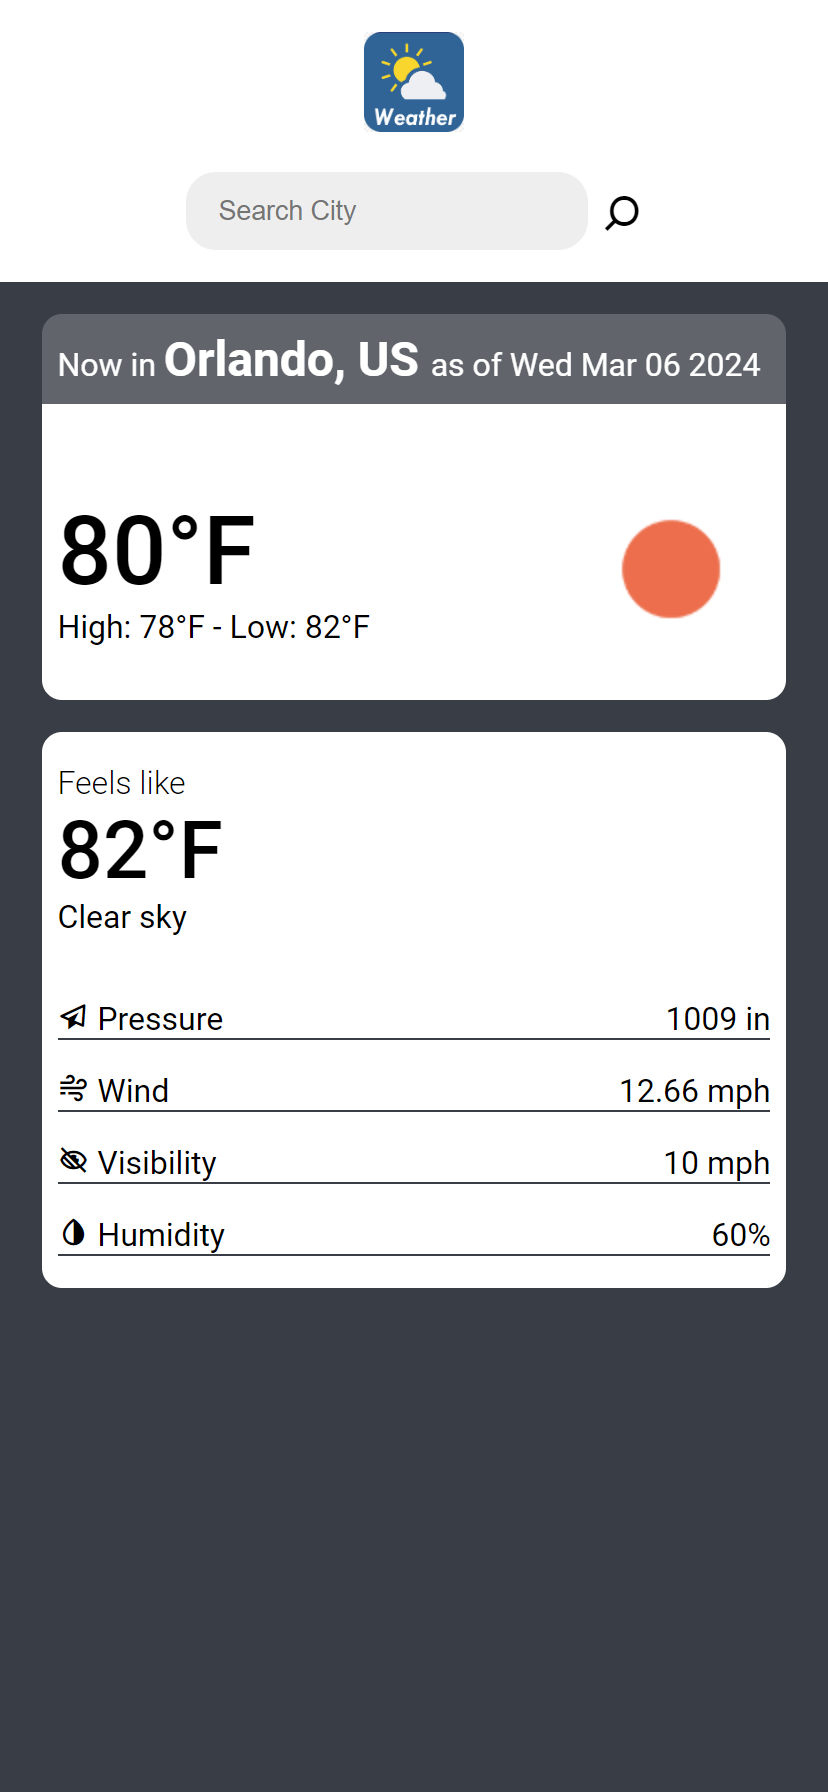 Weather
Search City
Now in Orlando, US as of Wed Mar 06 2024
80°F
High: 78°F - Low: 82°F
Feels like
82°F
Clear sky
Pressure 1009 in
Wind 12.66 mph
Visibility 10 mph
Humidity 60%